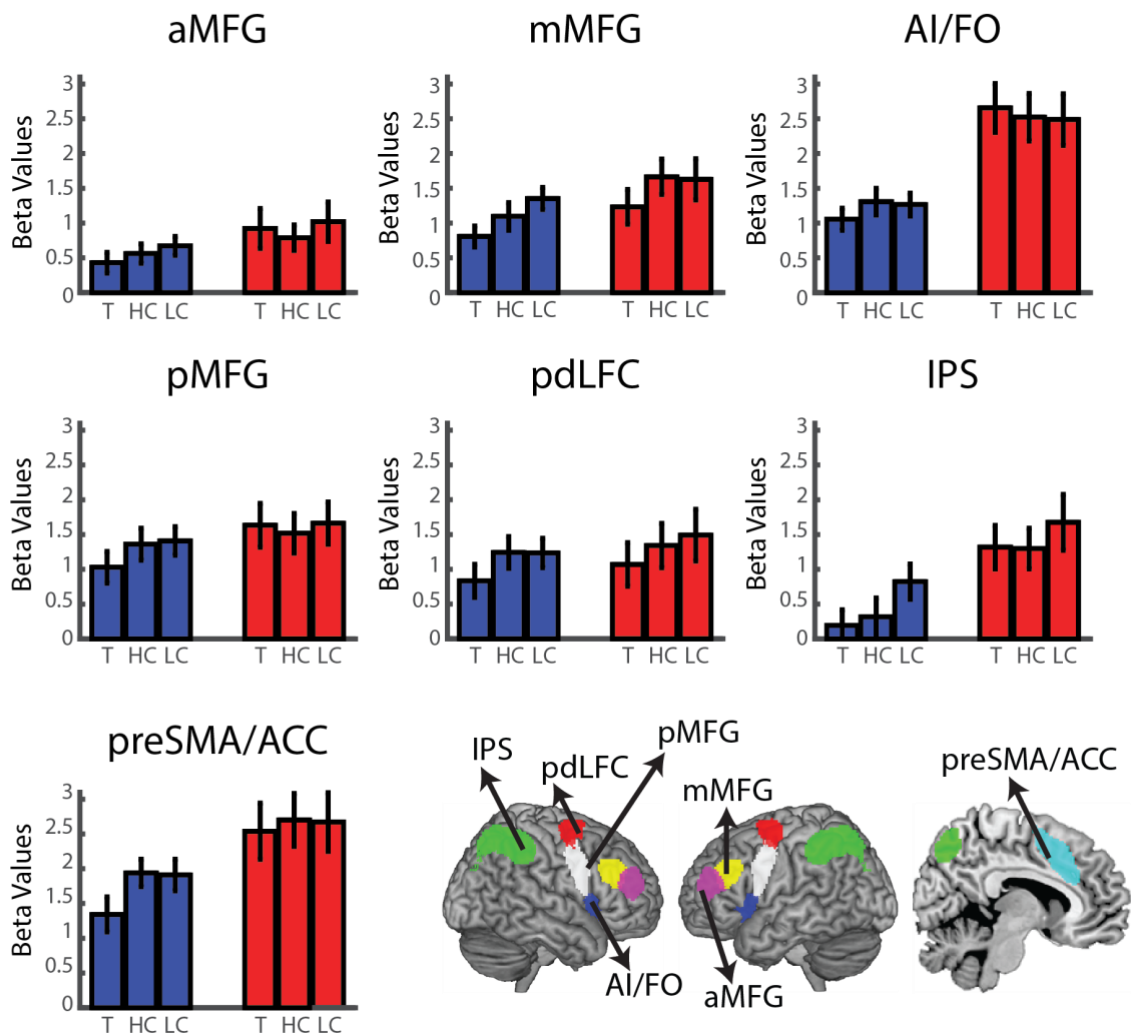 aMFG
mMFG
AI/FO
Beta Values
3
2.5
2
1.5
1
0.5
0
T HC LC
T HC LC
Beta Values
3
2.5
2
1.5
1
0.5
0
T HC LC
T HC LC
Beta Values
3
2.5
2
1.5
1
0.5
0
T HC LC
T HC LC
pMFG
pdLFC
IPS
Beta Values
3
2.5
2
1.5
1
0.5
0
T HC LC
T HC LC
Beta Values
3
2.5
2
1.5
1
0.5
0
T HC LC
T HC LC
Beta Values
3
2.5
2
1.5
1
0.5
0
T HC LC
T HC LC
preSMA/ACC
Beta Values
3
2.5
2
1.5
1
0.5
0
T HC LC
T HC LC
IPS
pdLFC
pMFG
mMFG
preSMA/ACC
AI/FO
aMFG